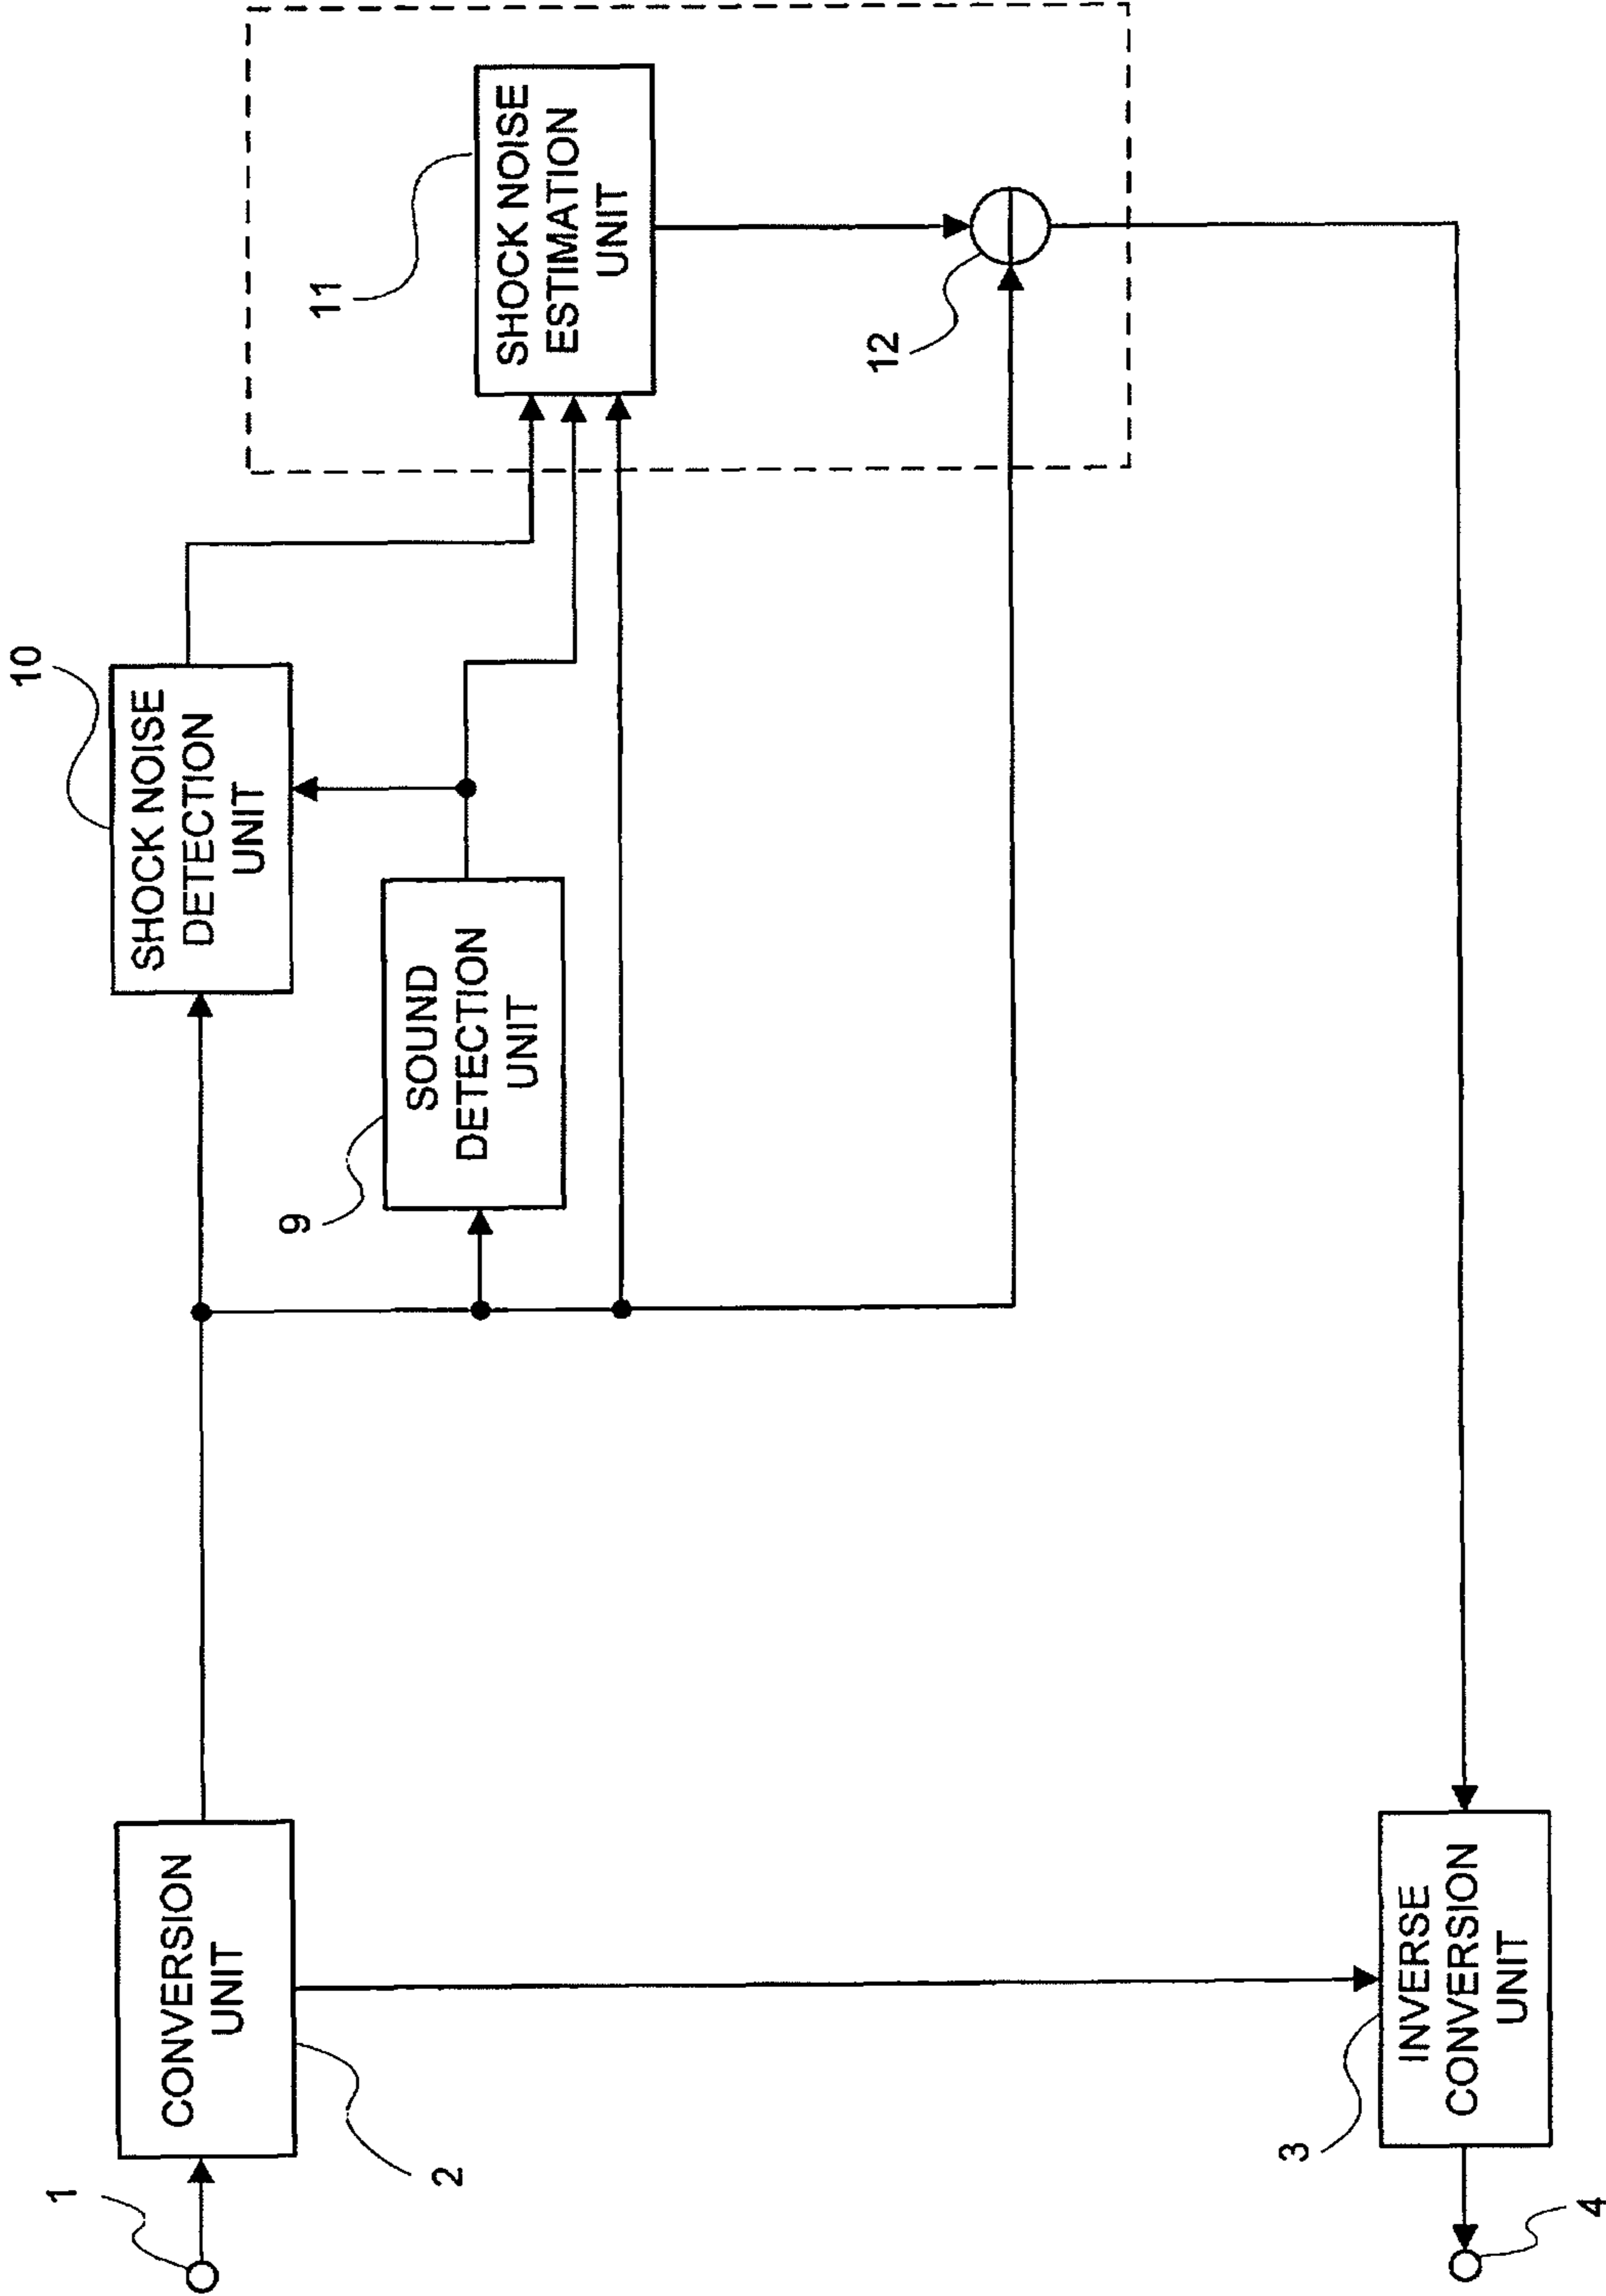 1
CONVERSION
UNIT
2
10
SHOCK NOISE
DETECTION
UNIT
9
SOUND
DETECTION
UNIT
11
SHOCK NOISE
ESTIMATION
UNIT
12
3
INVERSE
CONVERSION
UNIT
4